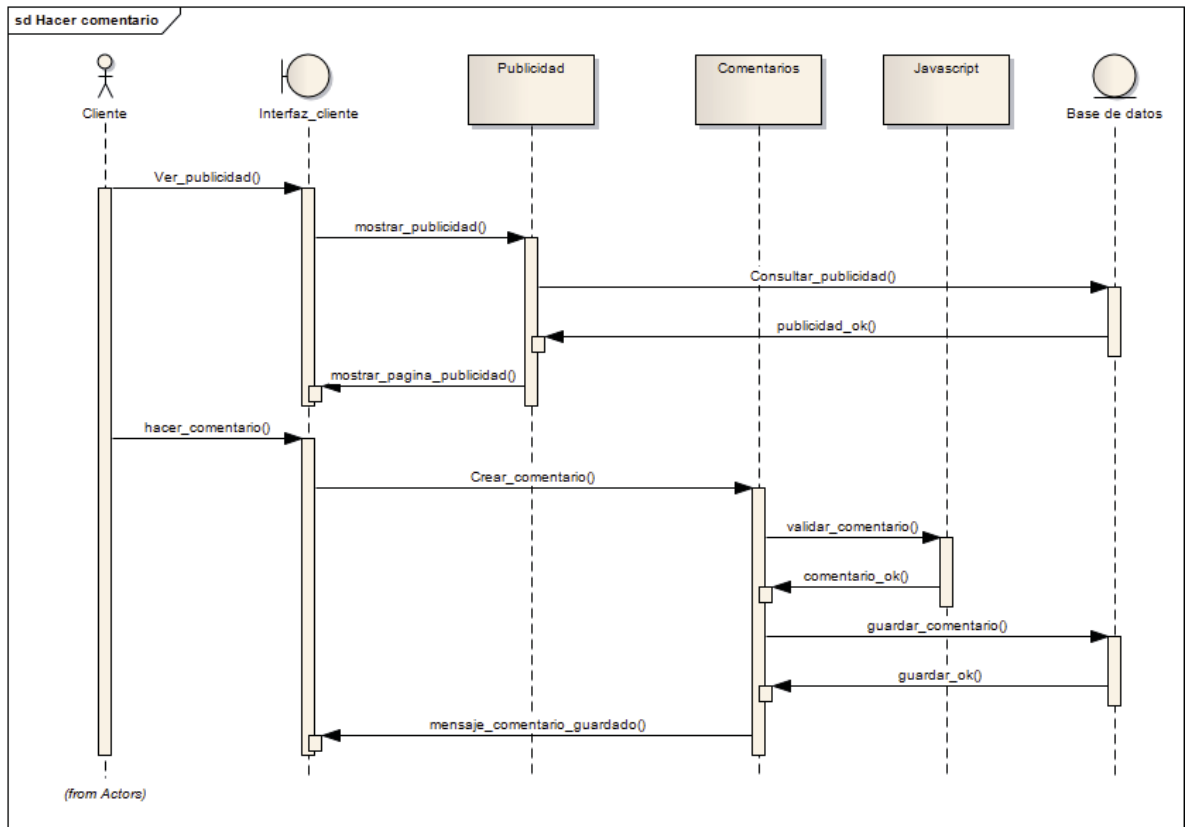 sd Hacer comentario
Cliente
Interfaz_cliente
Publicidad
Comentarios
Javascript
Base de datos
Ver_publicidad()
mostrar_publicidad()
Consultar_publicidad()
publicidad_ok()
mostrar_pagina_publicidad()
hacer_comentario()
Crear_comentario()
validar_comentario()
comentario_ok()
guardar_comentario()
guardar_ok()
mensaje_comentario_guardado()
(from Actors)